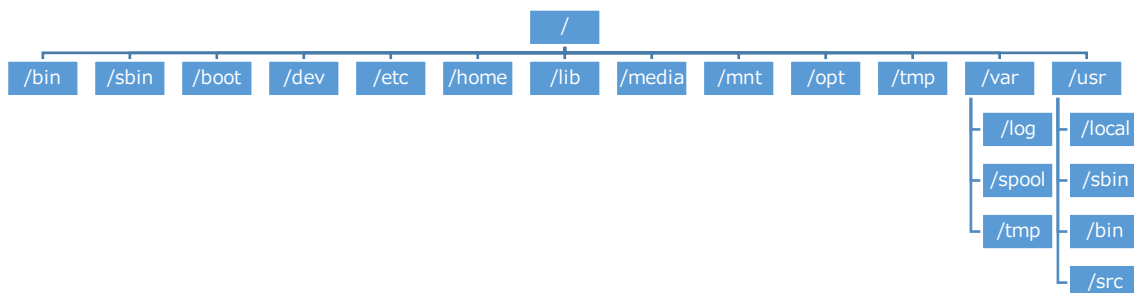 /
/bin /sbin /boot /dev /etc /home /lib /media /mnt /opt /tmp /var /usr
/log /local
/spool /sbin
/tmp /bin
/src